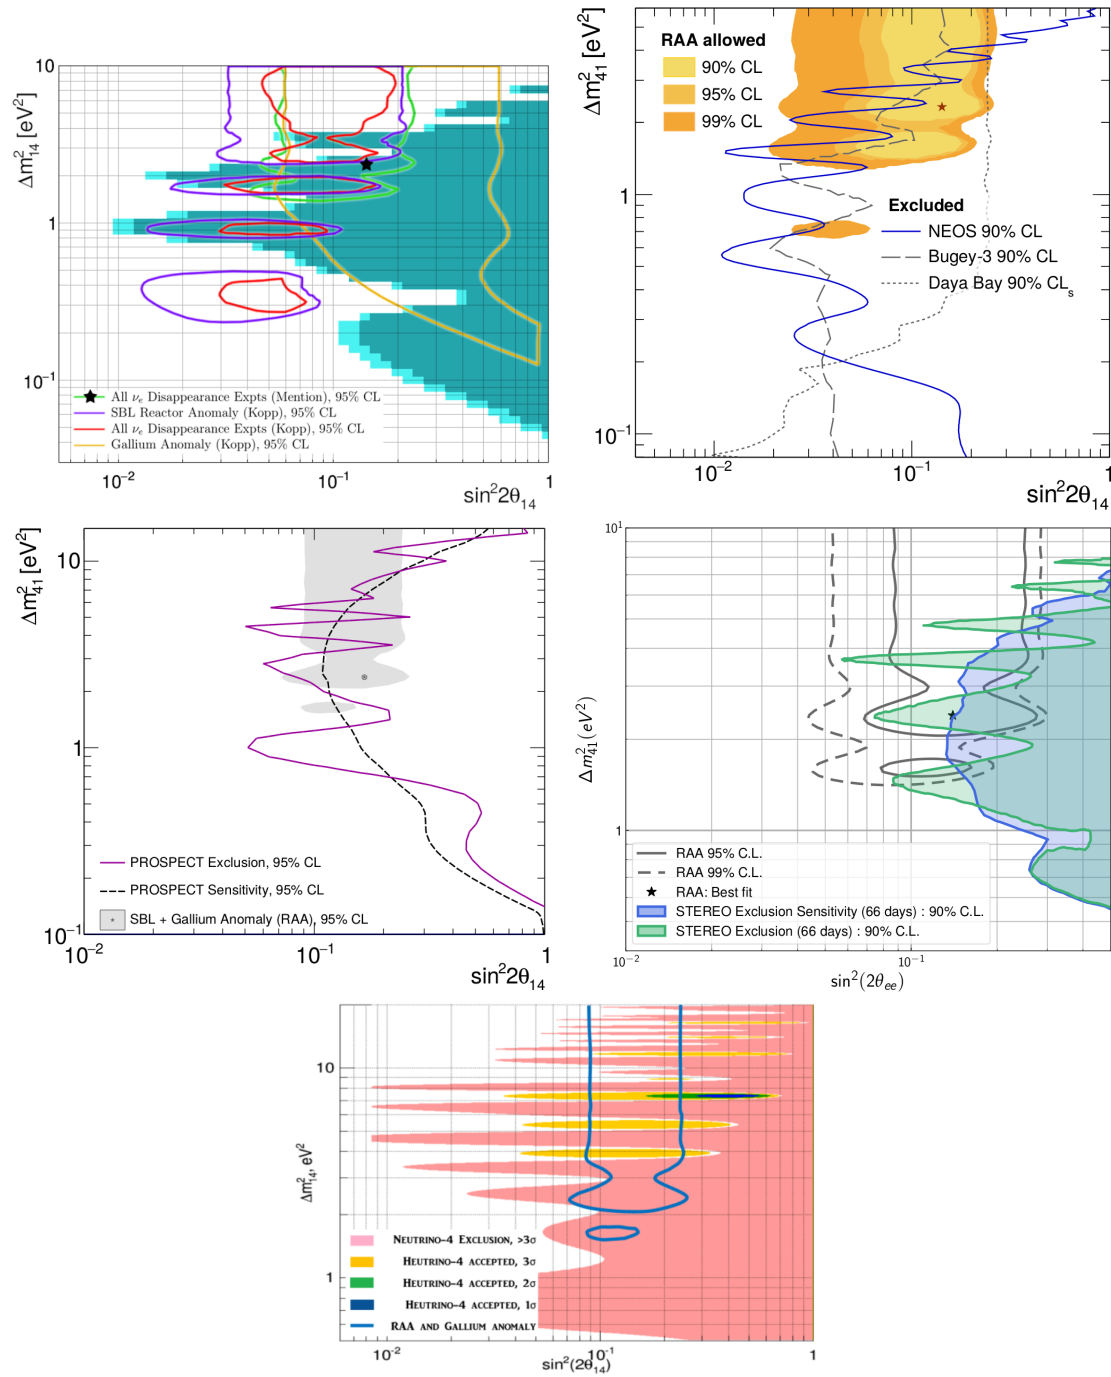 Δm²₁₄ [eV²]
10
1
10⁻¹
All νₑ Disappearance Expts (Mention), 95% CL
SBL Reactor Anomaly (Kopp), 95% CL
All νₑ Disappearance Expts (Kopp), 95% CL
Gallium Anomaly (Kopp), 95% CL
10⁻² 10⁻¹ 1
sin²2θ₁₄
Δm²₄₁ [eV²]
RAA allowed
90% CL
95% CL
99% CL
1
Excluded
NEOS 90% CL
Bugey-3 90% CL
Daya Bay 90% CLₛ
10⁻¹
10⁻² 10⁻¹ 1
sin²2θ₁₄
Δm²₄₁ [eV²]
10
1
PROSPECT Exclusion, 95% CL
PROSPECT Sensitivity, 95% CL
SBL + Gallium Anomaly (RAA), 95% CL
10⁻¹
10⁻² 10⁻¹ 1
sin²2θ₁₄
10¹
Δm²₄₁(eV²)
1
RAA 95% C.L.
RAA 99% C.L.
RAA: Best fit
STEREO Exclusion Sensitivity (66 days) : 90% C.L.
STEREO Exclusion (66 days) : 90% C.L.
10⁻² 10⁻¹
sin²(2θₑₑ)
10
Δm²₁₄, eV²
Neutrino-4 Exclusion, >3σ
Heutrino-4 accepted, 3σ
Heutrino-4 accepted, 2σ
Heutrino-4 accepted, 1σ
RAA and Gallium anomaly
1
10⁻² 10⁻¹ 1
sin²(2θ₁₄)